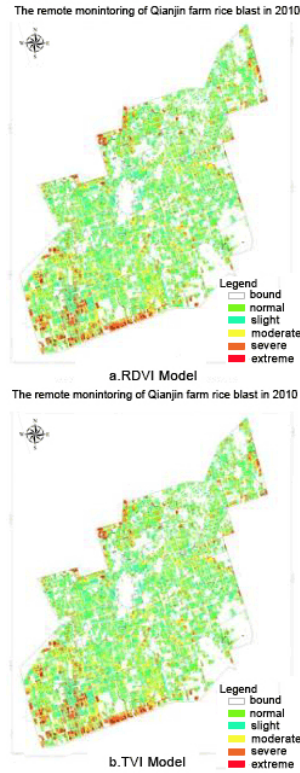 The remote monintoring of Qianjin farm rice blast in 2010
Legend
bound
normal
slight
moderate
severe
extreme
a.RDVI Model
The remote monintoring of Qianjin farm rice blast in 2010
Legend
bound
normal
slight
moderate
severe
extreme
b.TVI Model